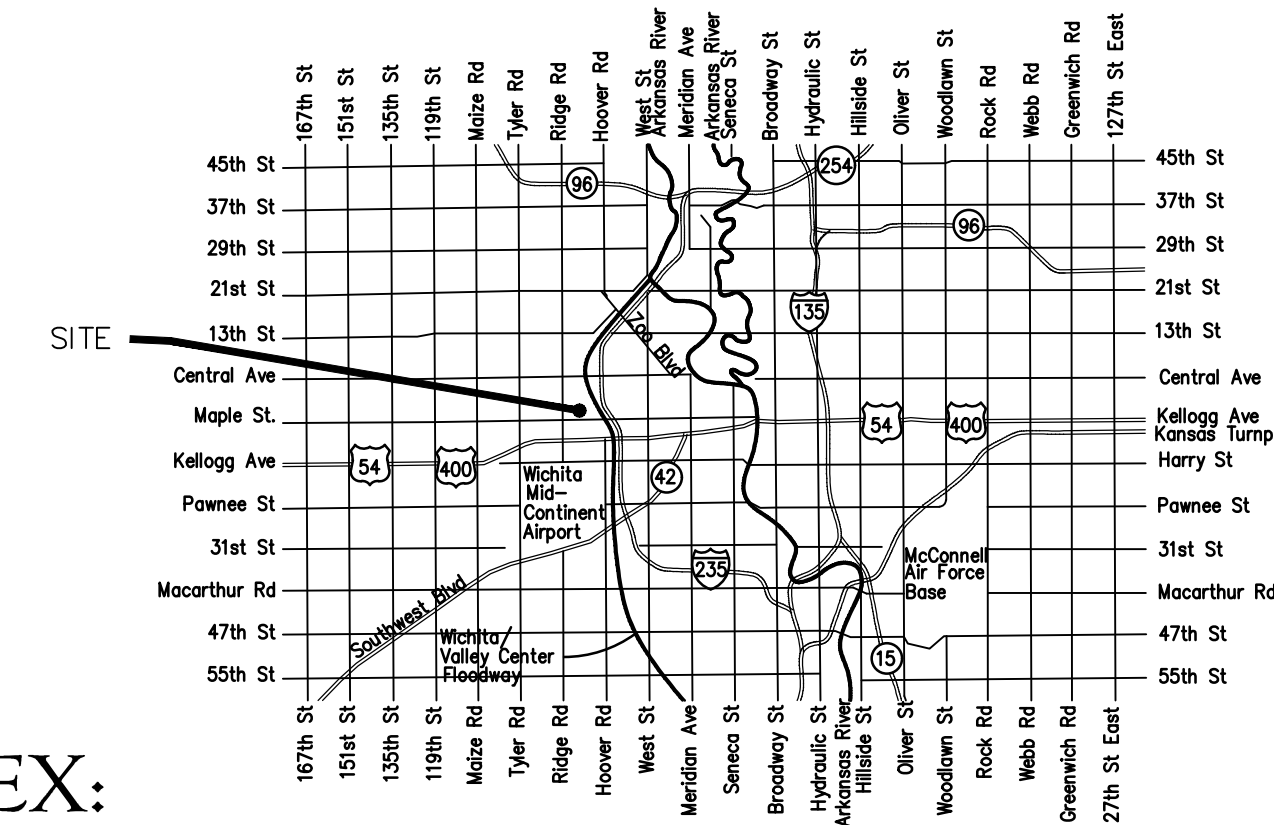 167th St
151st St
135th St
119th St
Maize Rd
Tyler Rd
Ridge Rd
Hoover Rd
West St
Arkansas River
Meridian Ave
Arkansas River
Seneca St
Broadway St
Hydraulic St
Hillside St
Oliver St
Woodlawn St
Rock Rd
Webb Rd
Greenwich Rd
127th St East
45th St
37th St
29th St
21st St
13th St
Central Ave
Maple St.
Kellogg Ave
Pawnee St
31st St
Macarthur Rd
47th St
55th St
SITE
96
254
96
135
Zoo Blvd
54
400
54
400
42
Wichita
Mid-
Continent
Airport
235
McConnell
Air Force
Base
Southwest Blvd
Wichita/
Valley Center
Floodway
15
45th St
37th St
29th St
21st St
13th St
Central Ave
Kellogg Ave
Kansas Turnp
Harry St
Pawnee St
31st St
Macarthur Rd
47th St
55th St
167th St
151st St
135th St
119th St
Maize Rd
Tyler Rd
Ridge Rd
Hoover Rd
West St
Meridian Ave
Seneca St
Broadway St
Hydraulic St
Arkansas River
Hillside St
Oliver St
Woodlawn St
Rock Rd
Webb Rd
Greenwich Rd
27th St East
EX: